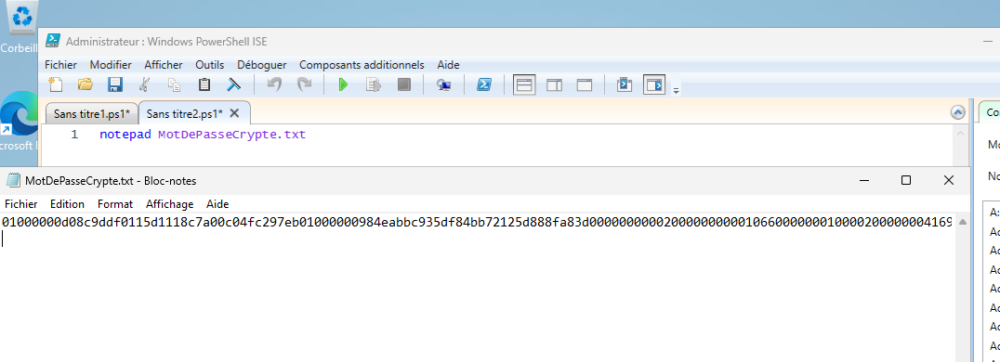 Corbeill
Administrateur : Windows PowerShell ISE
Fichier Modifier Afficher Outils Déboguer Composants additionnels Aide
Sans titre1.ps1* Sans titre2.ps1*
Co
1 notepad MotDePasseCrypte.txt
crosoft E
Mo
MotDePasseCrypte.txt - Bloc-notes
No
Fichier Edition Format Affichage Aide
01000000d08c9ddf0115d1118c7a00c04fc297eb01000000984eabbc935df84bb72125d888fa83d0000000000200000000001066000000010000200000004169
A:
Ac
Ac
Ac
Ac
Ac
Ac
Ac